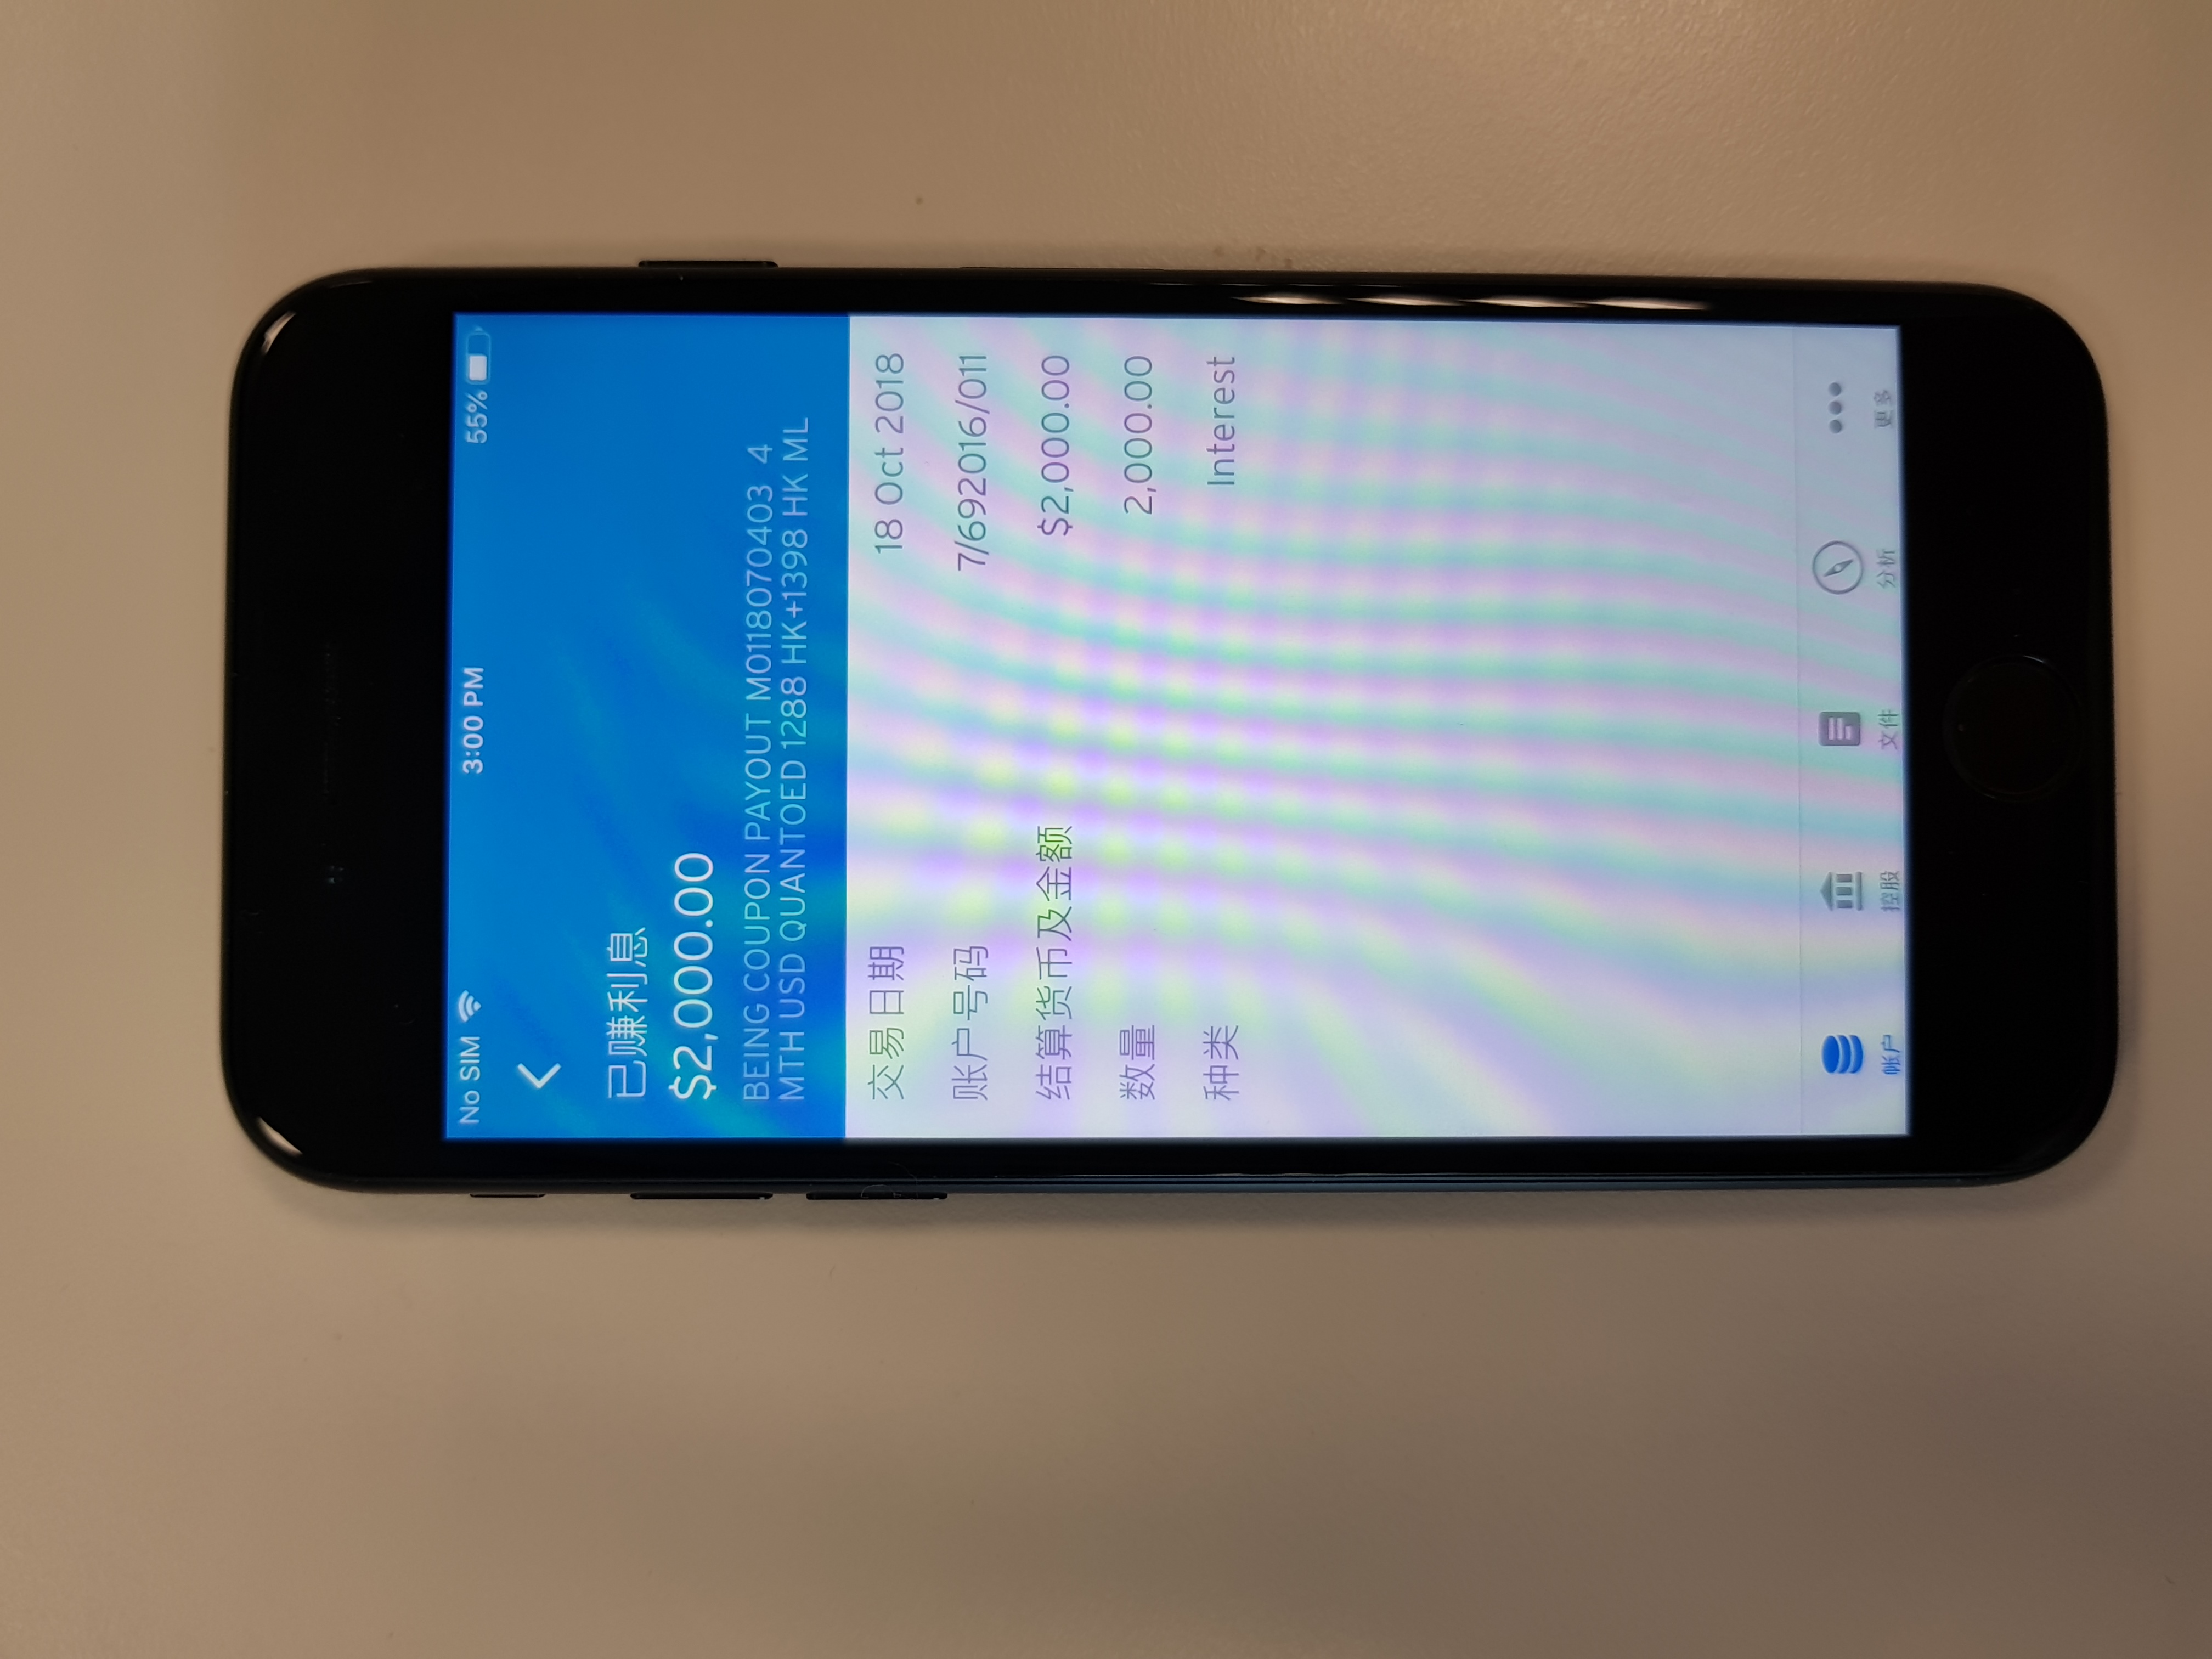 No SIM 3:00 PM 55%
已赚利息
$2,000.00
BEING COUPON PAYOUT M0118070403 4
MTH USD QUANTOED 1288 HK+1398 HK ML
交易日期 18 Oct 2018
账户号码 7/692016/011
结算货币及金额 $2,000.00
数量 2,000.00
种类 Interest
帐户 控股 文件 分析 更多